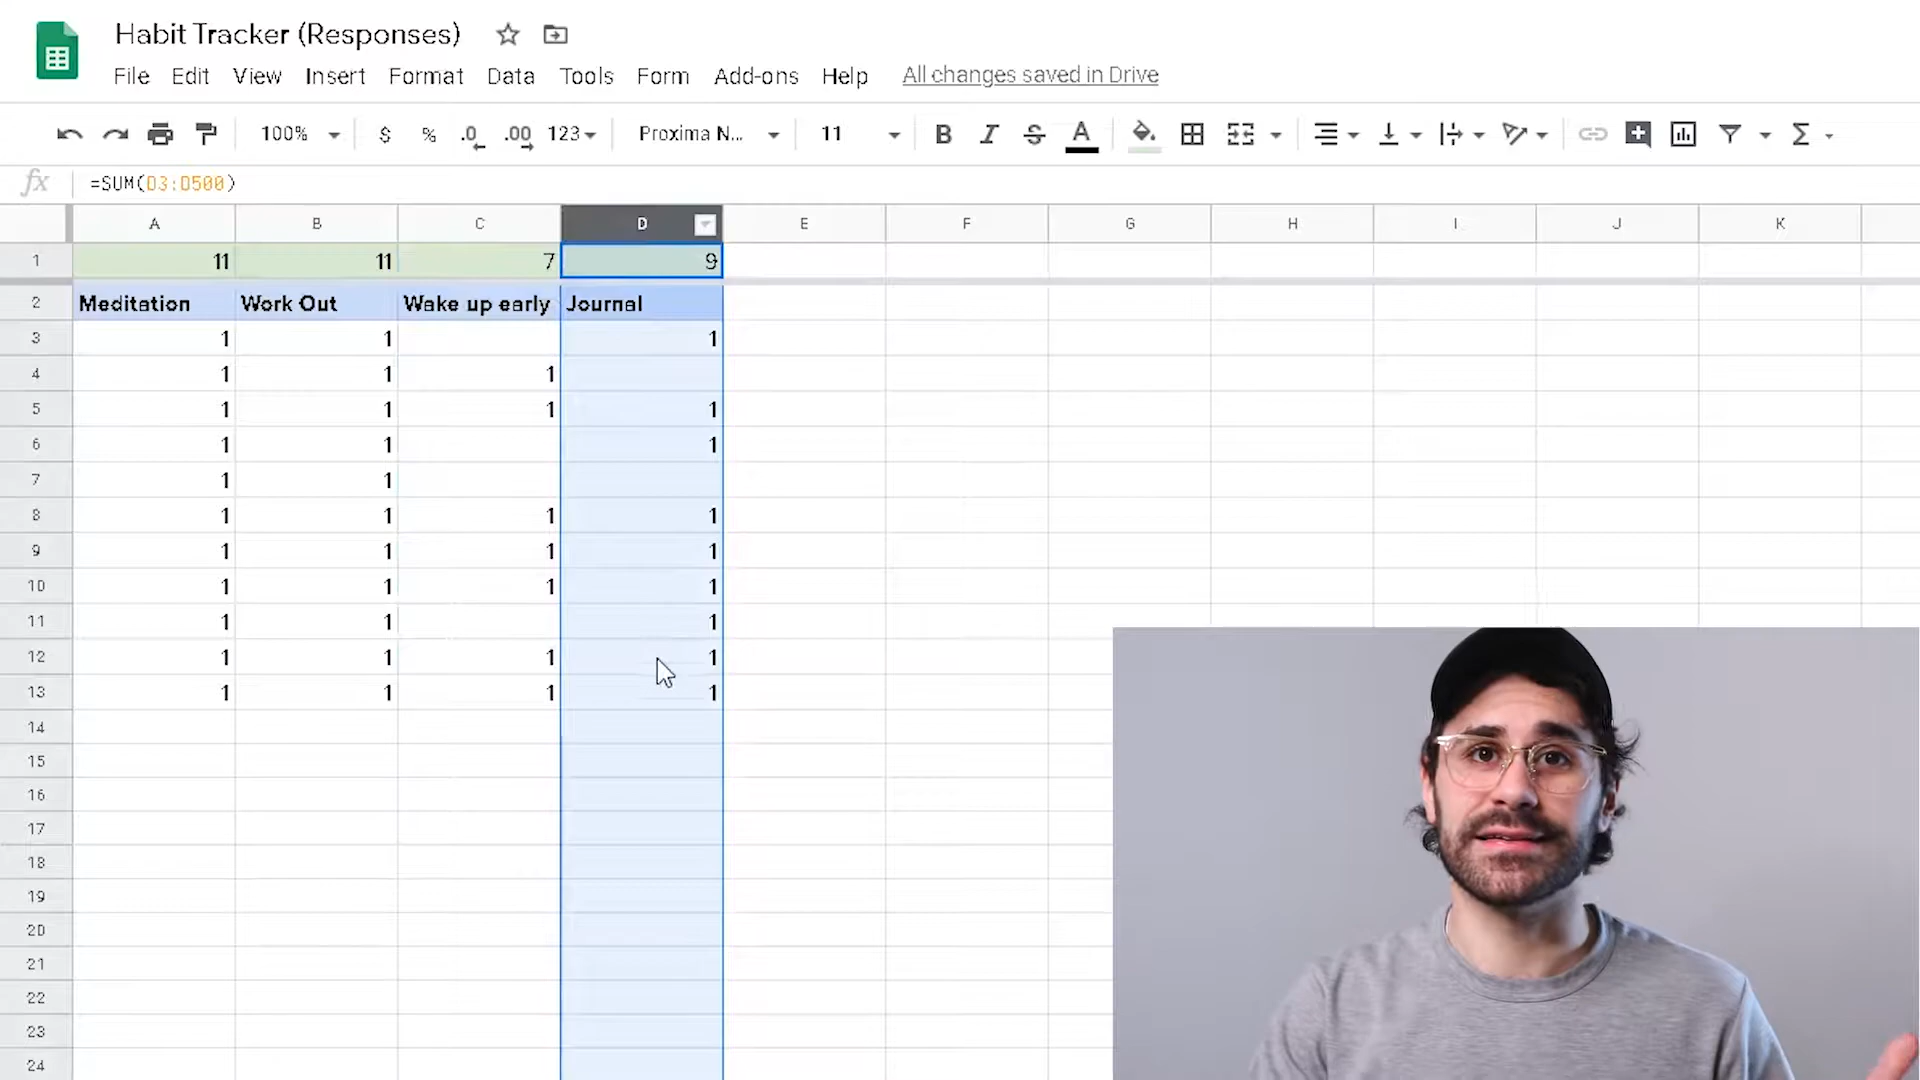 Habit Tracker (Responses)
File Edit View Insert Format Data Tools Form Add-ons Help All changes saved in Drive
100% $ % .0 .00 123 Proxima N... 11 B I S A Σ
fx =SUM(D3:D500)
A B C D E F G H I J K
1 11 11 7 9
2 Meditation Work Out Wake up early Journal
3 1 1 1
4 1 1 1
5 1 1 1 1
6 1 1 1
7 1 1
8 1 1 1 1
9 1 1 1 1
10 1 1 1 1
11 1 1 1
12 1 1 1 1
13 1 1 1 1
14
15
16
17
18
19
20
21
22
23
24